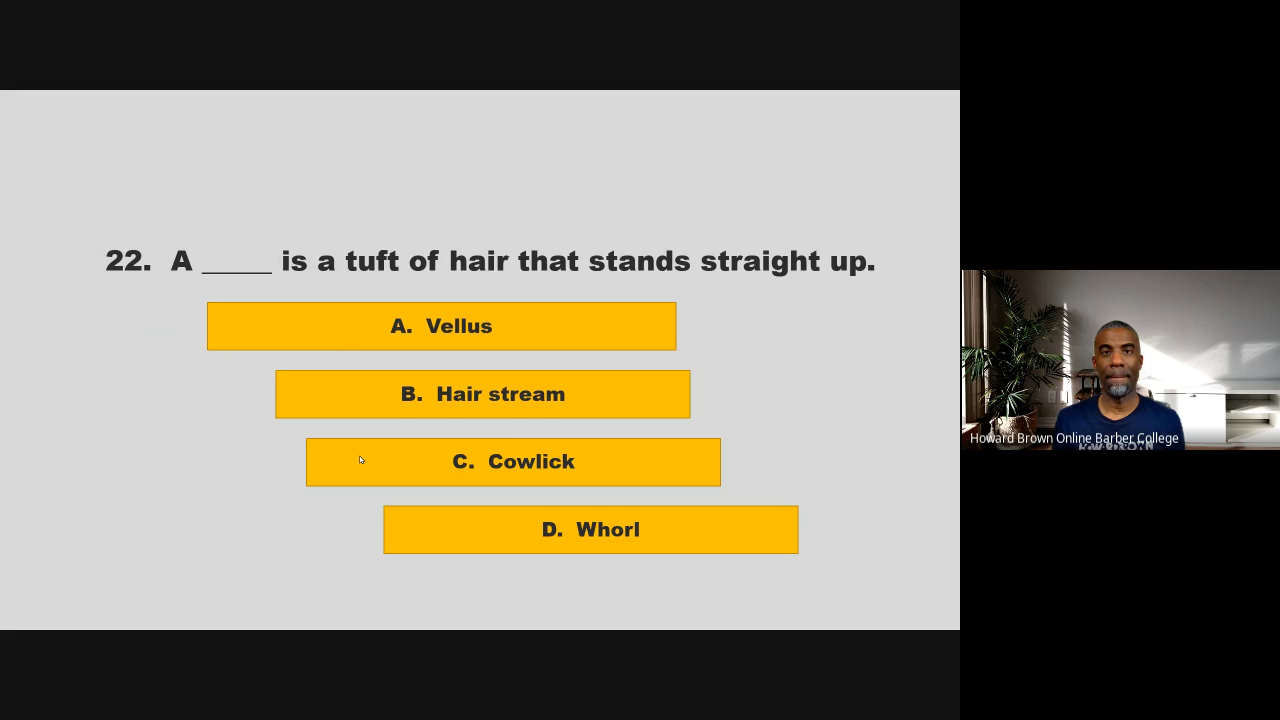 22. A _____ is a tuft of hair that stands straight up.
A. Vellus
B. Hair stream
C. Cowlick
D. Whorl
Howard Brown Online Barber College